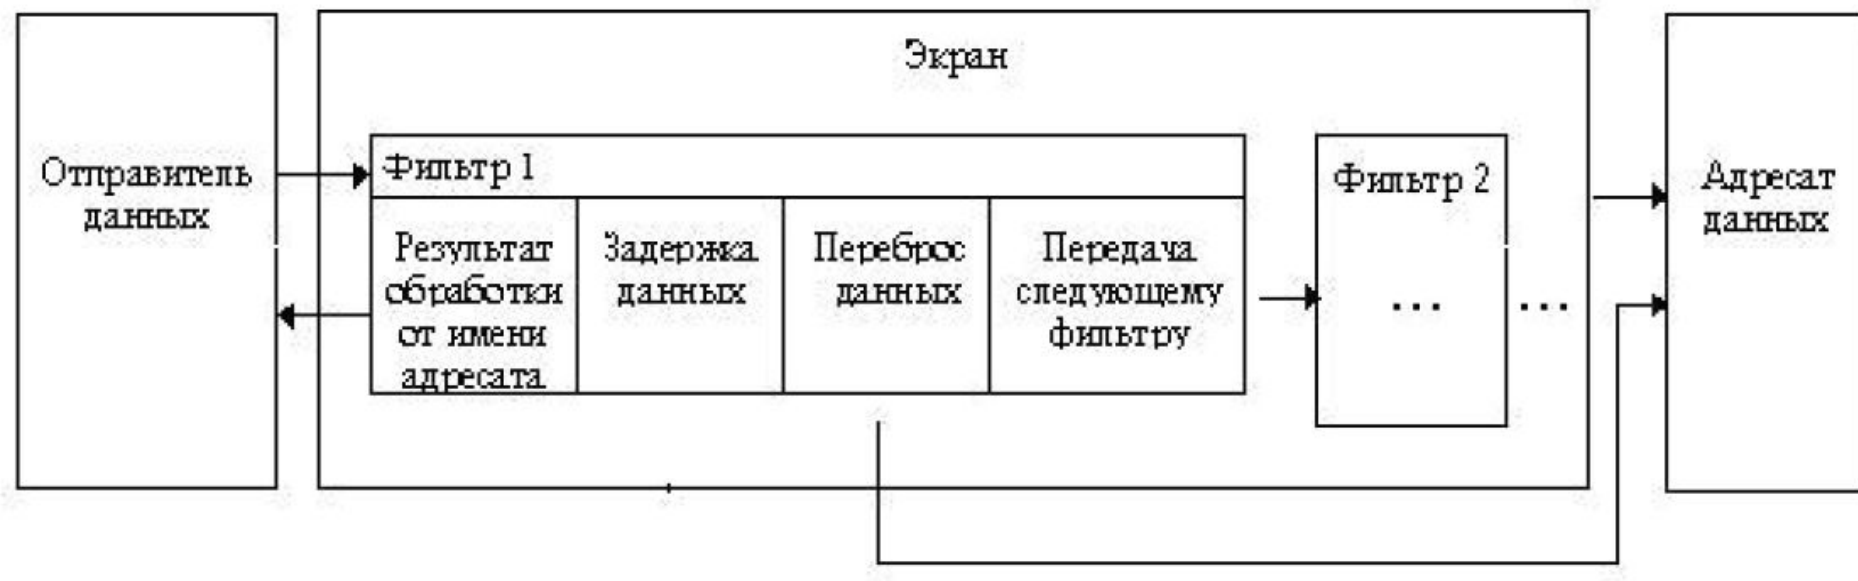 Экран
Отправитель
данных
Фильтр 1
Результат
обработки
от имени
адресата
Задержка
данных
Переброс
данных
Передача
следующему
фильтру
Фильтр 2
...
...
Адресат
данных